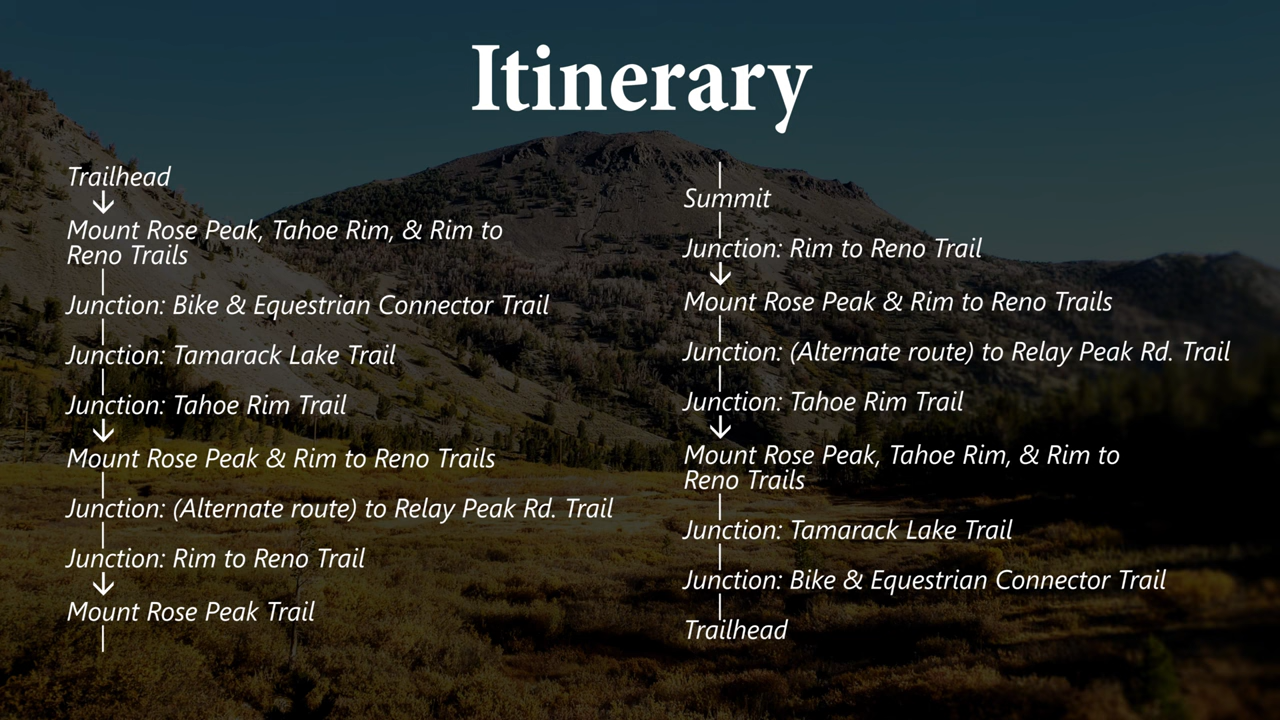 Itinerary
Trailhead
Mount Rose Peak, Tahoe Rim, & Rim to
Reno Trails
Junction: Bike & Equestrian Connector Trail
Junction: Tamarack Lake Trail
Junction: Tahoe Rim Trail
Mount Rose Peak & Rim to Reno Trails
Junction: (Alternate route) to Relay Peak Rd. Trail
Junction: Rim to Reno Trail
Mount Rose Peak Trail
Summit
Junction: Rim to Reno Trail
Mount Rose Peak & Rim to Reno Trails
Junction: (Alternate route) to Relay Peak Rd. Trail
Junction: Tahoe Rim Trail
Mount Rose Peak, Tahoe Rim, & Rim to
Reno Trails
Junction: Tamarack Lake Trail
Junction: Bike & Equestrian Connector Trail
Trailhead